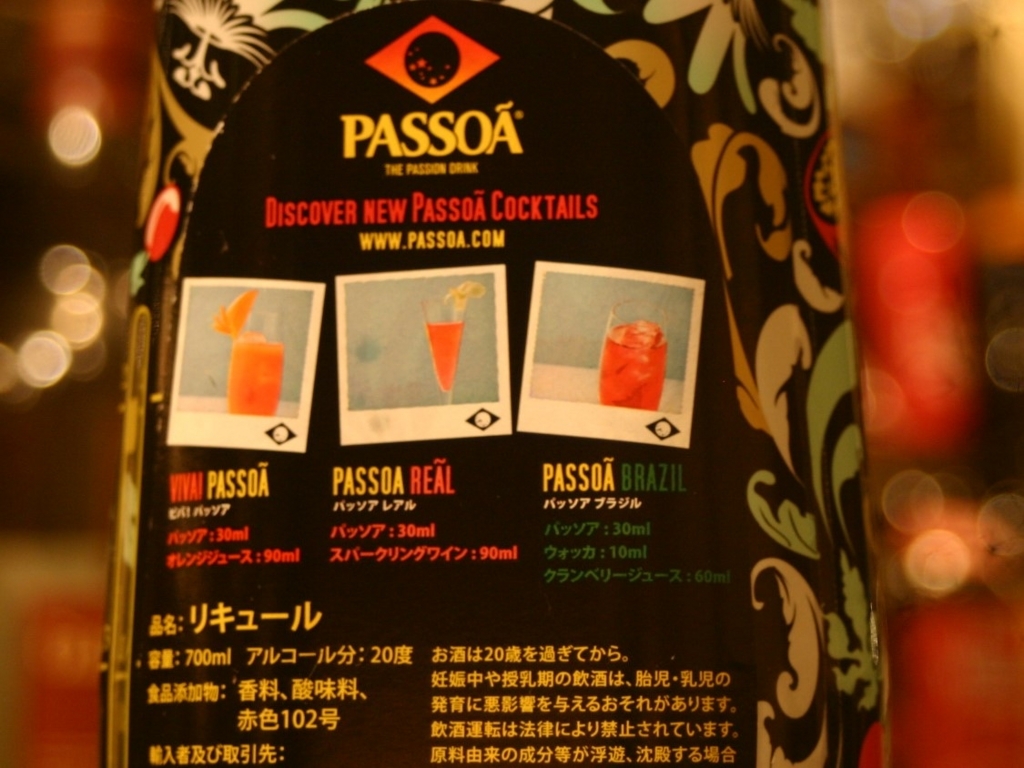 PASSOÃ
THE PASSION DRINK
DISCOVER NEW PASSOÃ COCKTAILS
WWW.PASSOA.COM
VIVA! PASSOÃ
ビバ! パッソア
パッソア : 30ml
オレンジジュース : 90ml
PASSOA REÃL
パッソア レアル
パッソア : 30ml
スパークリングワイン : 90ml
PASSOÃ BRAZIL
パッソア ブラジル
パッソア : 30ml
ウォッカ : 10ml
クランベリージュース : 60ml
品名: リキュール
容量: 700ml アルコール分: 20度
食品添加物: 香料、酸味料、
赤色102号
輸入者及び取引先:
お酒は20歳を過ぎてから。
妊娠中や授乳期の飲酒は、胎児・乳児の
発育に悪影響を与えるおそれがあります。
飲酒運転は法律により禁止されています。
原料由来の成分等が浮遊、沈殿する場合